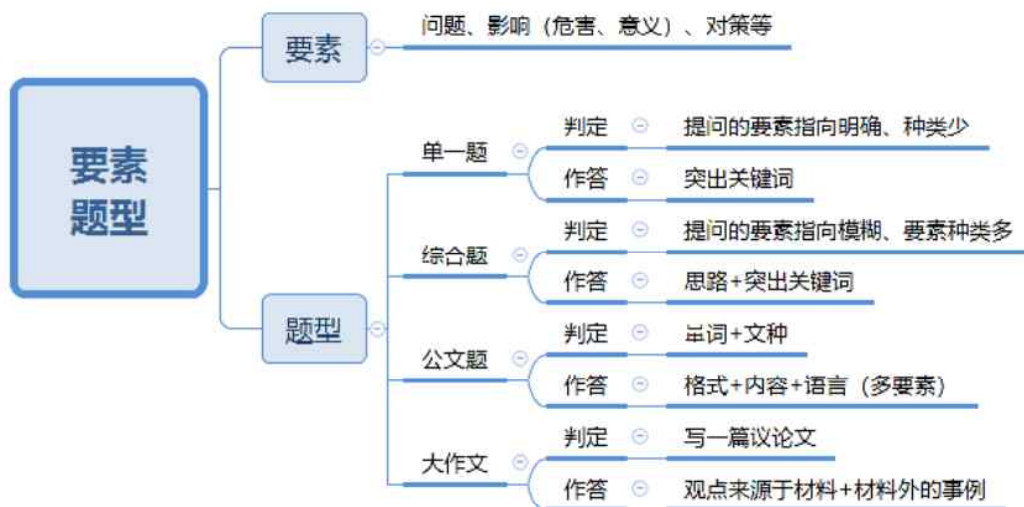 要素
题型
要素
问题、影响（危害、意义）、对策等
题型
单一题
判定
提问的要素指向明确、种类少
作答
突出关键词
综合题
判定
提问的要素指向模糊、要素种类多
作答
思路+突出关键词
公文题
判定
单词+文种
作答
格式+内容+语言（多要素）
大作文
判定
写一篇议论文
作答
观点来源于材料+材料外的事例